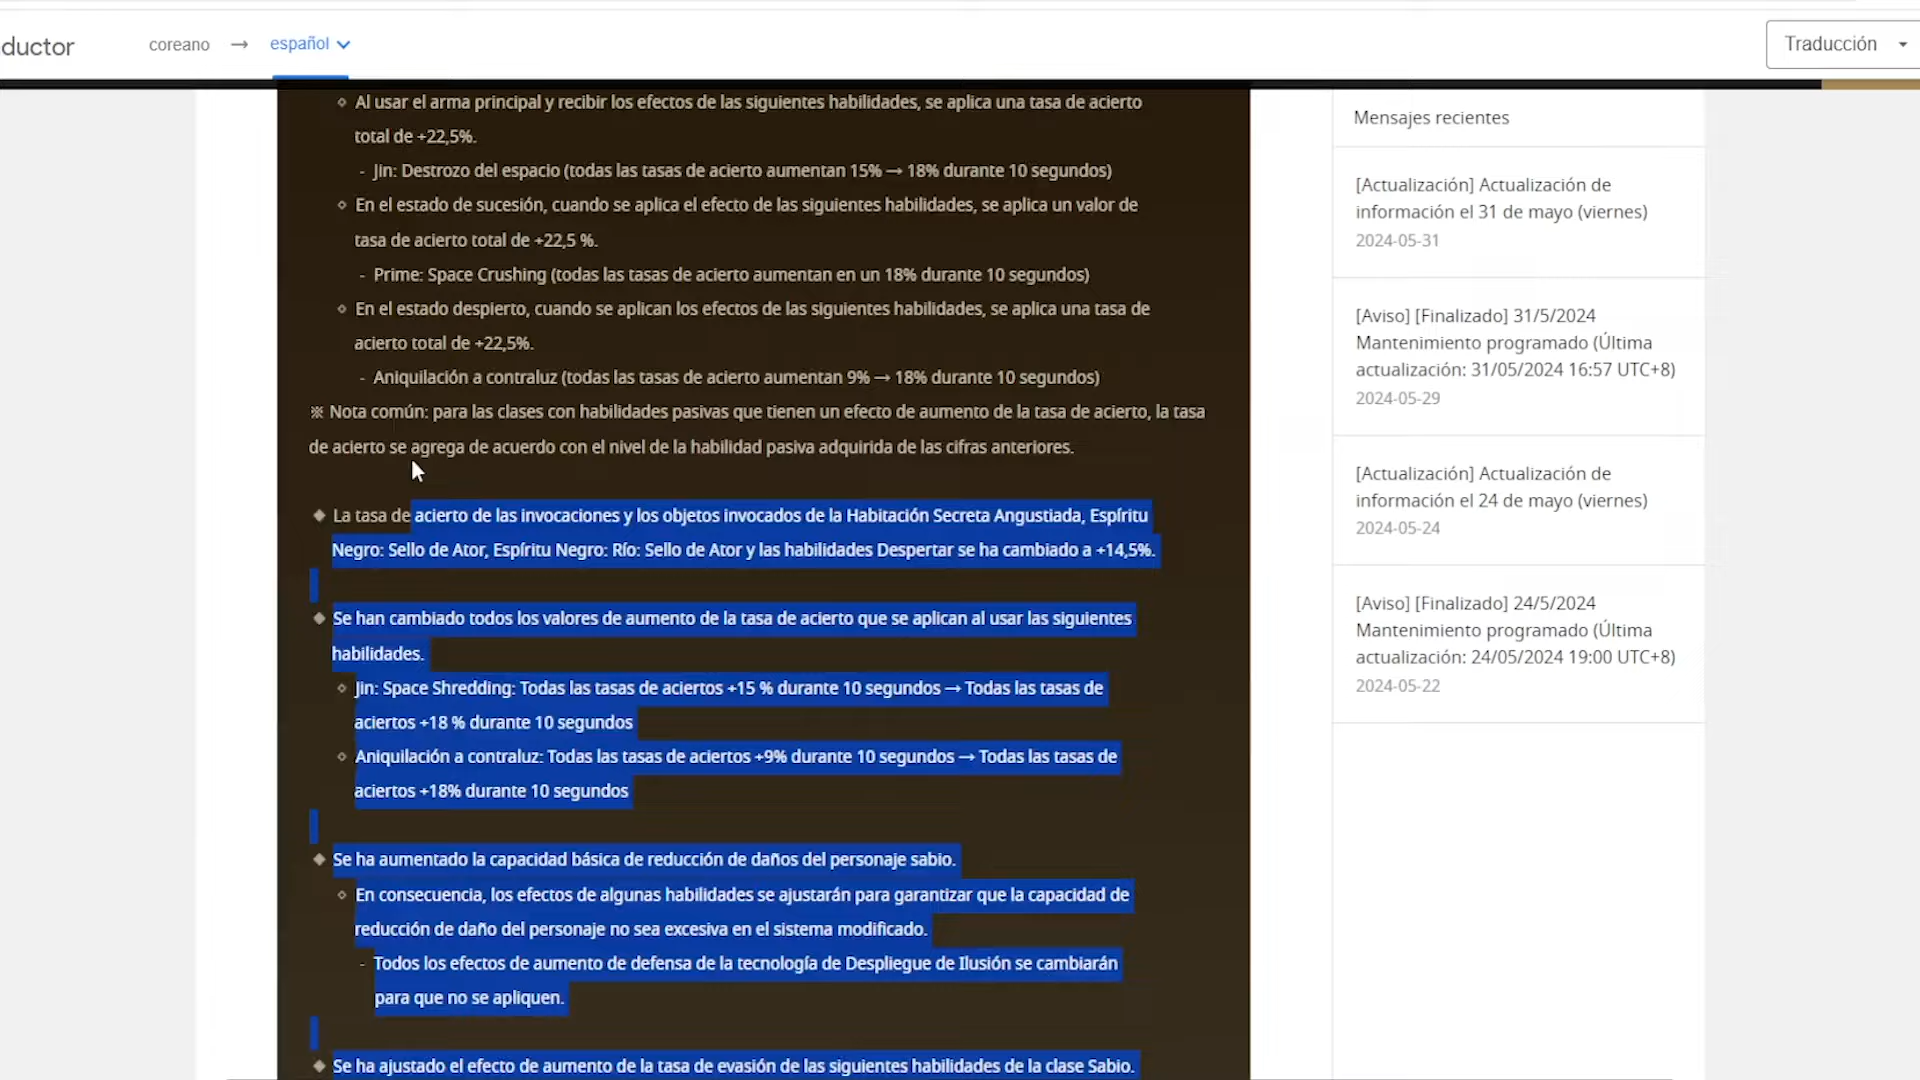 ductor
coreano → español
Traducción
◦ Al usar el arma principal y recibir los efectos de las siguientes habilidades, se aplica una tasa de acierto
total de +22,5%.
- Jin: Destrozo del espacio (todas las tasas de acierto aumentan 15% → 18% durante 10 segundos)
◦ En el estado de sucesión, cuando se aplica el efecto de las siguientes habilidades, se aplica un valor de
tasa de acierto total de +22,5 %.
- Prime: Space Crushing (todas las tasas de acierto aumentan en un 18% durante 10 segundos)
◦ En el estado despierto, cuando se aplican los efectos de las siguientes habilidades, se aplica una tasa de
acierto total de +22,5%.
- Aniquilación a contraluz (todas las tasas de acierto aumentan 9% → 18% durante 10 segundos)
※ Nota común: para las clases con habilidades pasivas que tienen un efecto de aumento de la tasa de acierto, la tasa
de acierto se agrega de acuerdo con el nivel de la habilidad pasiva adquirida de las cifras anteriores.
◆ La tasa de acierto de las invocaciones y los objetos invocados de la Habitación Secreta Angustiada, Espíritu
Negro: Sello de Ator, Espíritu Negro: Río: Sello de Ator y las habilidades Despertar se ha cambiado a +14,5%.
◆ Se han cambiado todos los valores de aumento de la tasa de acierto que se aplican al usar las siguientes
habilidades.
◦ Jin: Space Shredding: Todas las tasas de aciertos +15 % durante 10 segundos → Todas las tasas de
aciertos +18 % durante 10 segundos
◦ Aniquilación a contraluz: Todas las tasas de aciertos +9% durante 10 segundos → Todas las tasas de
aciertos +18% durante 10 segundos
◆ Se ha aumentado la capacidad básica de reducción de daños del personaje sabio.
◦ En consecuencia, los efectos de algunas habilidades se ajustarán para garantizar que la capacidad de
reducción de daño del personaje no sea excesiva en el sistema modificado.
- Todos los efectos de aumento de defensa de la tecnología de Despliegue de Ilusión se cambiarán
para que no se apliquen.
◆ Se ha ajustado el efecto de aumento de la tasa de evasión de las siguientes habilidades de la clase Sabio.
Mensajes recientes
[Actualización] Actualización de
información el 31 de mayo (viernes)
2024-05-31
[Aviso] [Finalizado] 31/5/2024
Mantenimiento programado (Última
actualización: 31/05/2024 16:57 UTC+8)
2024-05-29
[Actualización] Actualización de
información el 24 de mayo (viernes)
2024-05-24
[Aviso] [Finalizado] 24/5/2024
Mantenimiento programado (Última
actualización: 24/05/2024 19:00 UTC+8)
2024-05-22